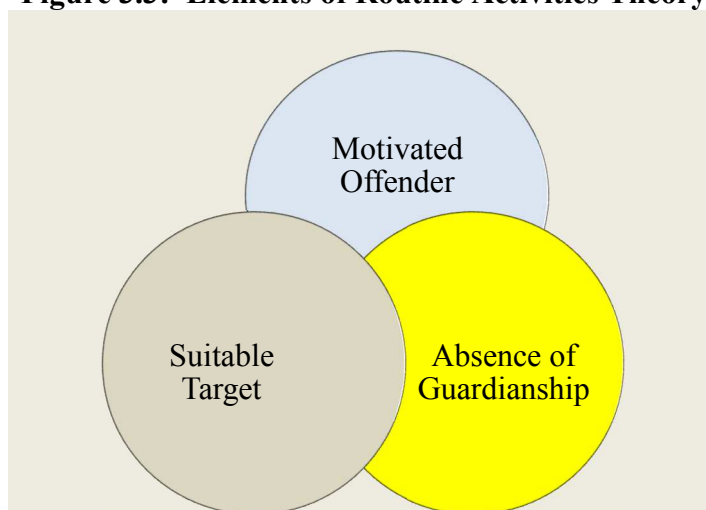 Figure 3.3: Elements of Routine Activities Theory
Motivated
Offender
Suitable
Target
Absence of
Guardianship